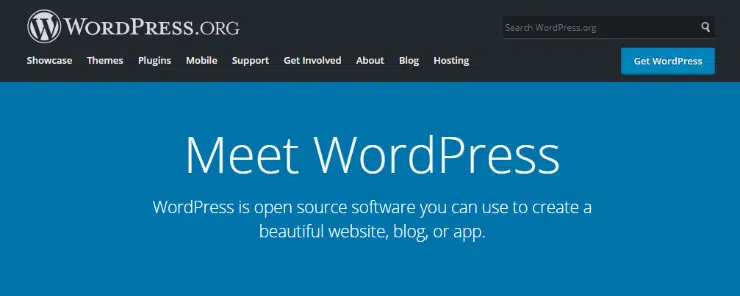 WORDPRESS.ORG
Search WordPress.org
Showcase Themes Plugins Mobile Support Get Involved About Blog Hosting
Get WordPress
Meet WordPress
WordPress is open source software you can use to create a
beautiful website, blog, or app.